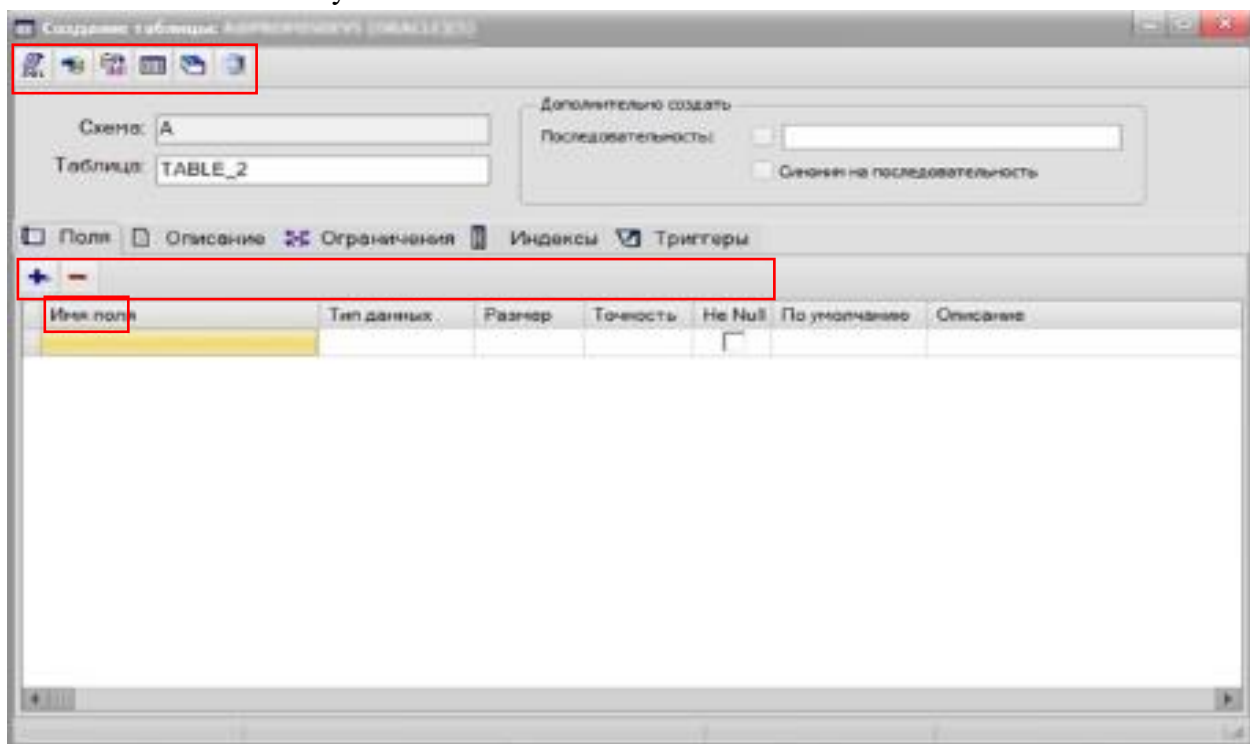 у
Создание таблицы:
Дополнительно создать
Схема: A
Последовательность:
Таблица: TABLE_2
Синоним на последовательность
Поля Описание Ограничения Индексы Триггеры
Имя поля Тип данных Размер Точность Не Null По умолчанию Описание